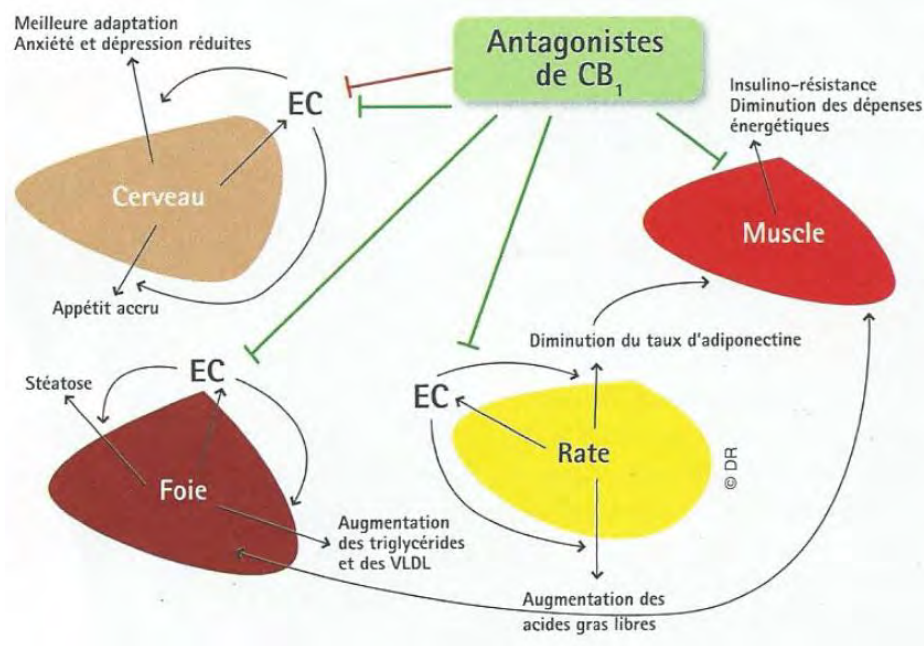 Meilleure adaptation
Anxiété et dépression réduites
Antagonistes
de CB1
EC
Insulino-résistance
Diminution des dépenses
énergétiques
Cerveau
Muscle
Appétit accru
Diminution du taux d'adiponectine
EC
Stéatose
EC
Rate
© DR
Foie
Augmentation
des triglycérides
et des VLDL
Augmentation des
acides gras libres